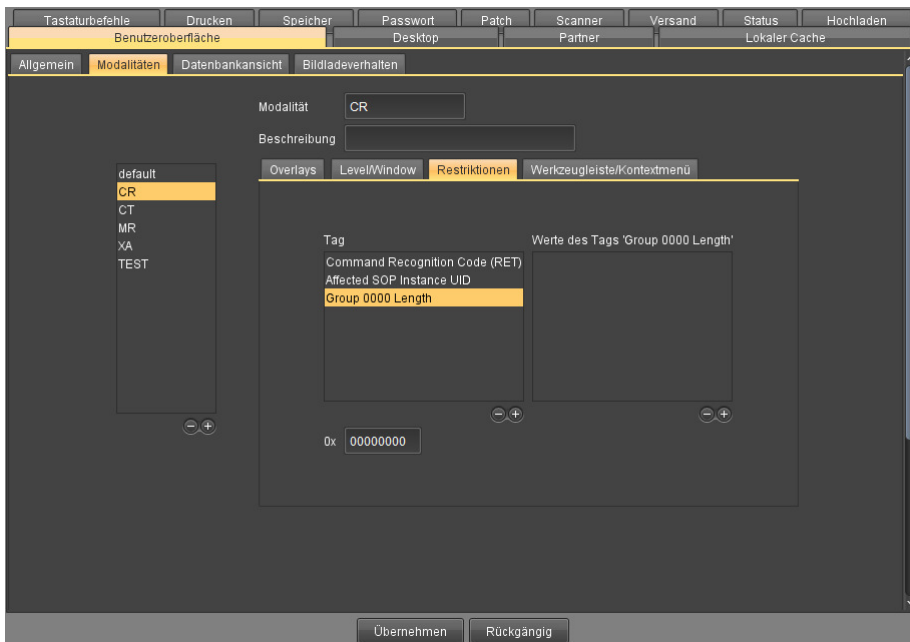 Tastaturbefehle Drucken Speicher Passwort Patch Scanner Versand Status Hochladen
Benutzeroberfläche Desktop Partner Lokaler Cache
Allgemein Modalitäten Datenbankansicht Bildladeverhalten
Modalität CR
Beschreibung
default
CR
CT
MR
XA
TEST
Overlays Level/Window Restriktionen Werkzeugleiste/Kontextmenü
Tag
Command Recognition Code (RET)
Affected SOP Instance UID
Group 0000 Length
Werte des Tags 'Group 0000 Length'
0x 00000000
Übernehmen Rückgängig